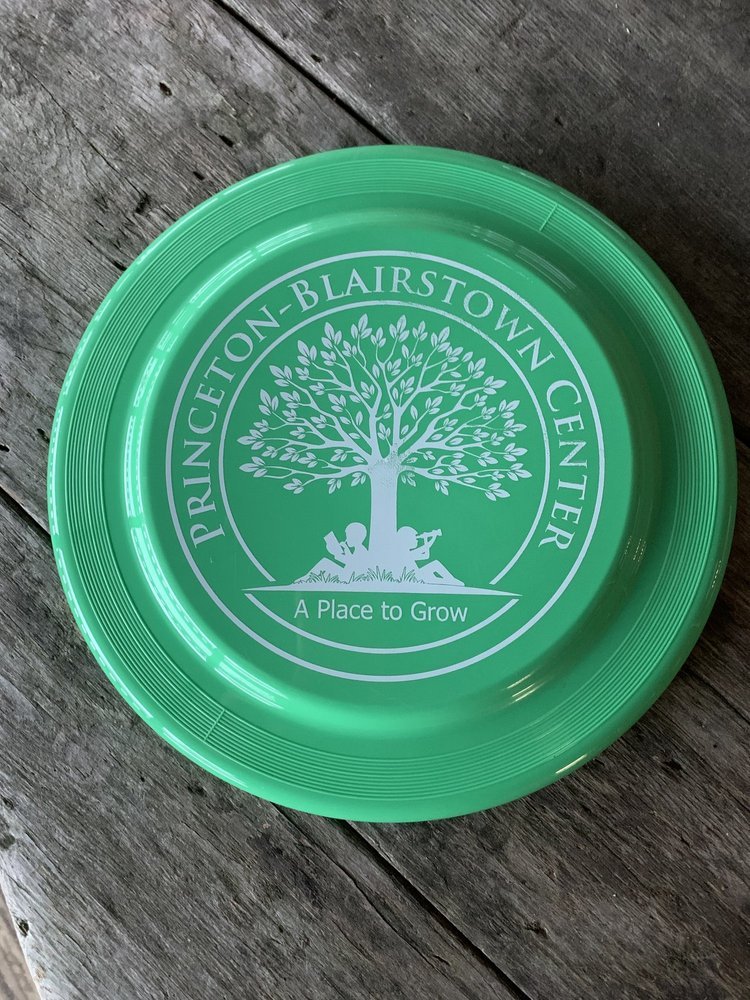 Princeton-Blairstown Center
A Place to Grow